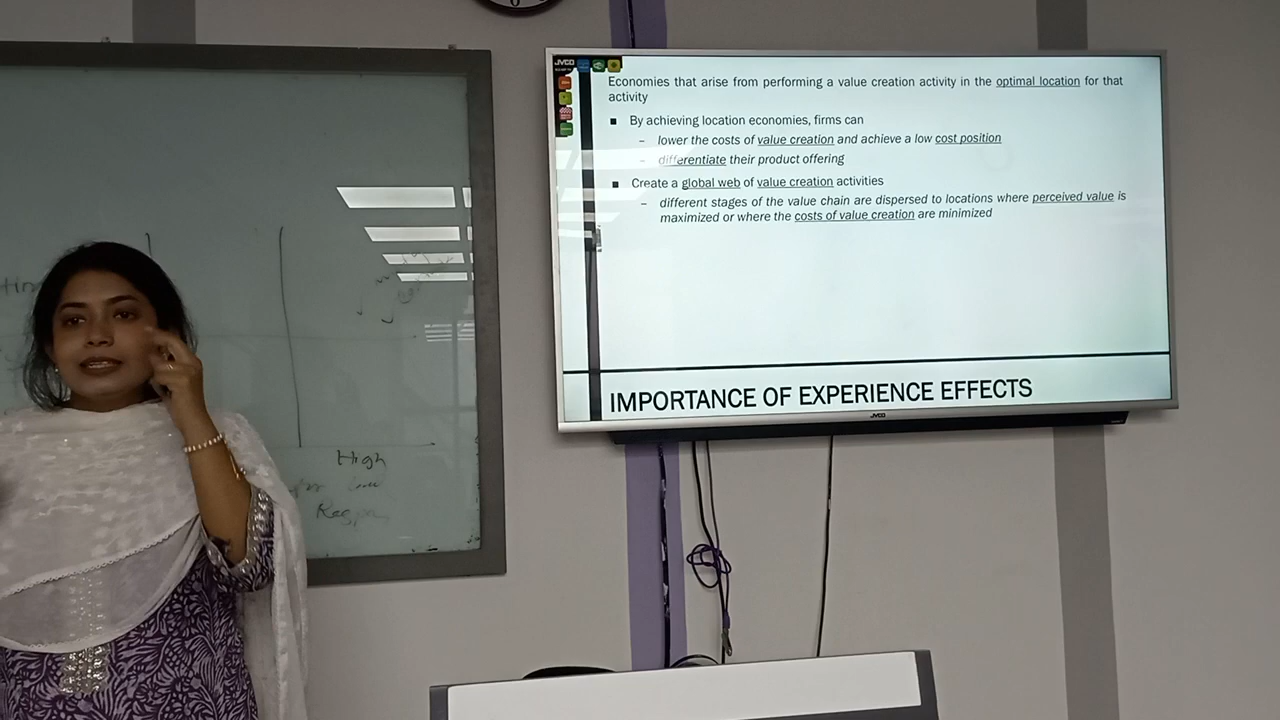 Economies that arise from performing a value creation activity in the optimal location for that
activity
■ By achieving location economies, firms can
– lower the costs of value creation and achieve a low cost position
– differentiate their product offering
■ Create a global web of value creation activities
– different stages of the value chain are dispersed to locations where perceived value is
maximized or where the costs of value creation are minimized
IMPORTANCE OF EXPERIENCE EFFECTS
JVCO
High